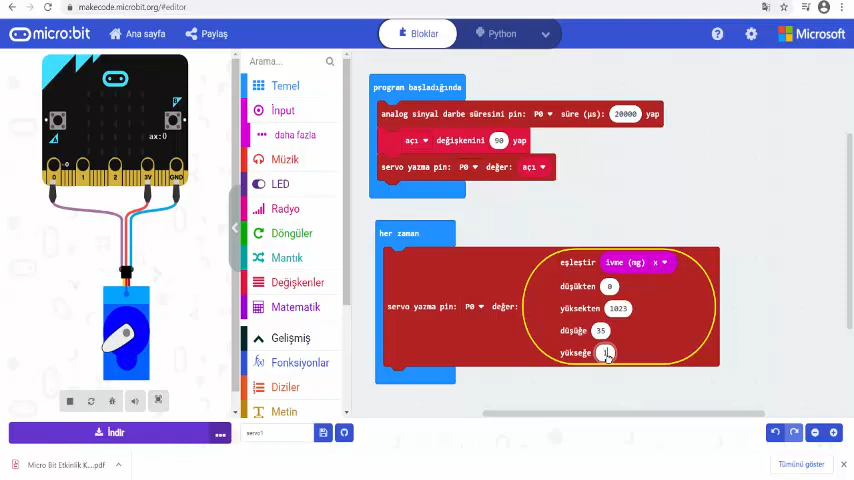 makecode.microbit.org/#editor
micro:bit
Ana sayfa
Paylaş
Bloklar
Python
Microsoft
Arama...
Temel
İnput
daha fazla
Müzik
LED
Radyo
Döngüler
Mantık
Değişkenler
Matematik
Gelişmiş
Fonksiyonlar
Diziler
Metin
ax:0
0 1 2 3V GND
program başladığında
analog sinyal darbe süresini pin: P0 süre (µs): 20000 yap
açı değişkenini 90 yap
servo yazma pin: P0 değer: açı
her zaman
servo yazma pin: P0 değer:
eşleştir ivme (mg) x
düşükten 0
yüksekten 1023
düşüğe 35
yükseğe 1
İndir
servo1
Micro Bit Etkinlik K....pdf
Tümünü göster